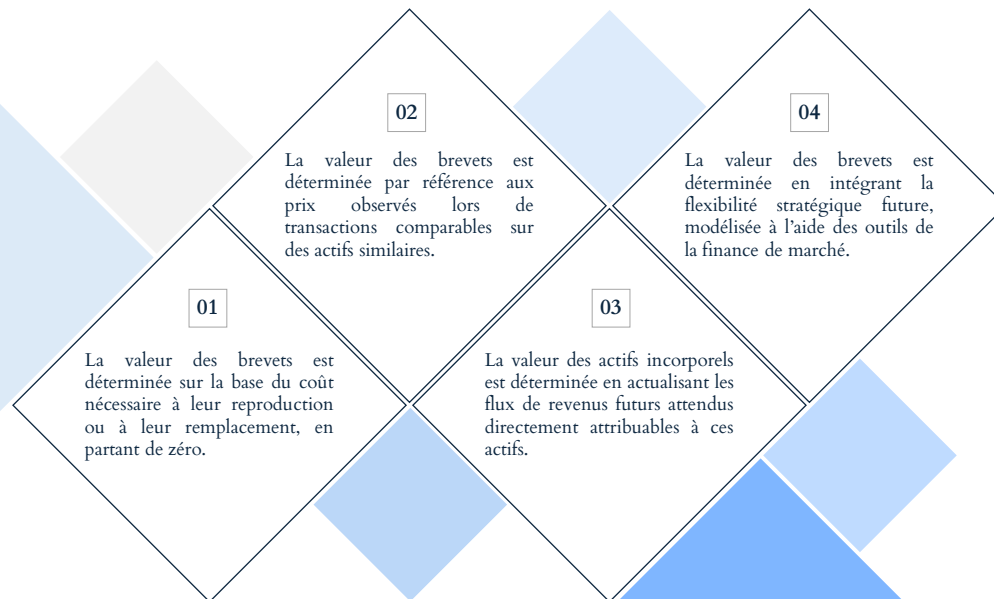 01
La valeur des brevets est
déterminée sur la base du coût
nécessaire à leur reproduction
ou à leur remplacement, en
partant de zéro.
02
La valeur des brevets est
déterminée par référence aux
prix observés lors de
transactions comparables sur
des actifs similaires.
03
La valeur des actifs incorporels
est déterminée en actualisant les
flux de revenus futurs attendus
directement attribuables à ces
actifs.
04
La valeur des brevets est
déterminée en intégrant la
flexibilité stratégique future,
modélisée à l’aide des outils de
la finance de marché.